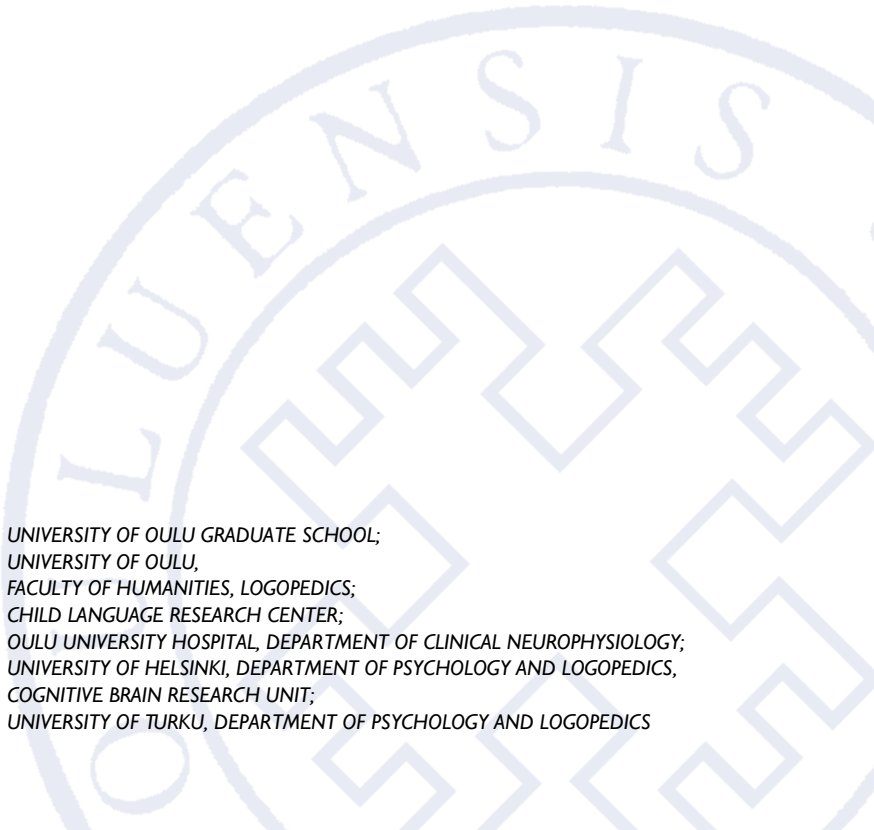 O U L U E N S I S
UNIVERSITY OF OULU GRADUATE SCHOOL;
UNIVERSITY OF OULU,
FACULTY OF HUMANITIES, LOGOPEDICS;
CHILD LANGUAGE RESEARCH CENTER;
OULU UNIVERSITY HOSPITAL, DEPARTMENT OF CLINICAL NEUROPHYSIOLOGY;
UNIVERSITY OF HELSINKI, DEPARTMENT OF PSYCHOLOGY AND LOGOPEDICS,
COGNITIVE BRAIN RESEARCH UNIT;
UNIVERSITY OF TURKU, DEPARTMENT OF PSYCHOLOGY AND LOGOPEDICS